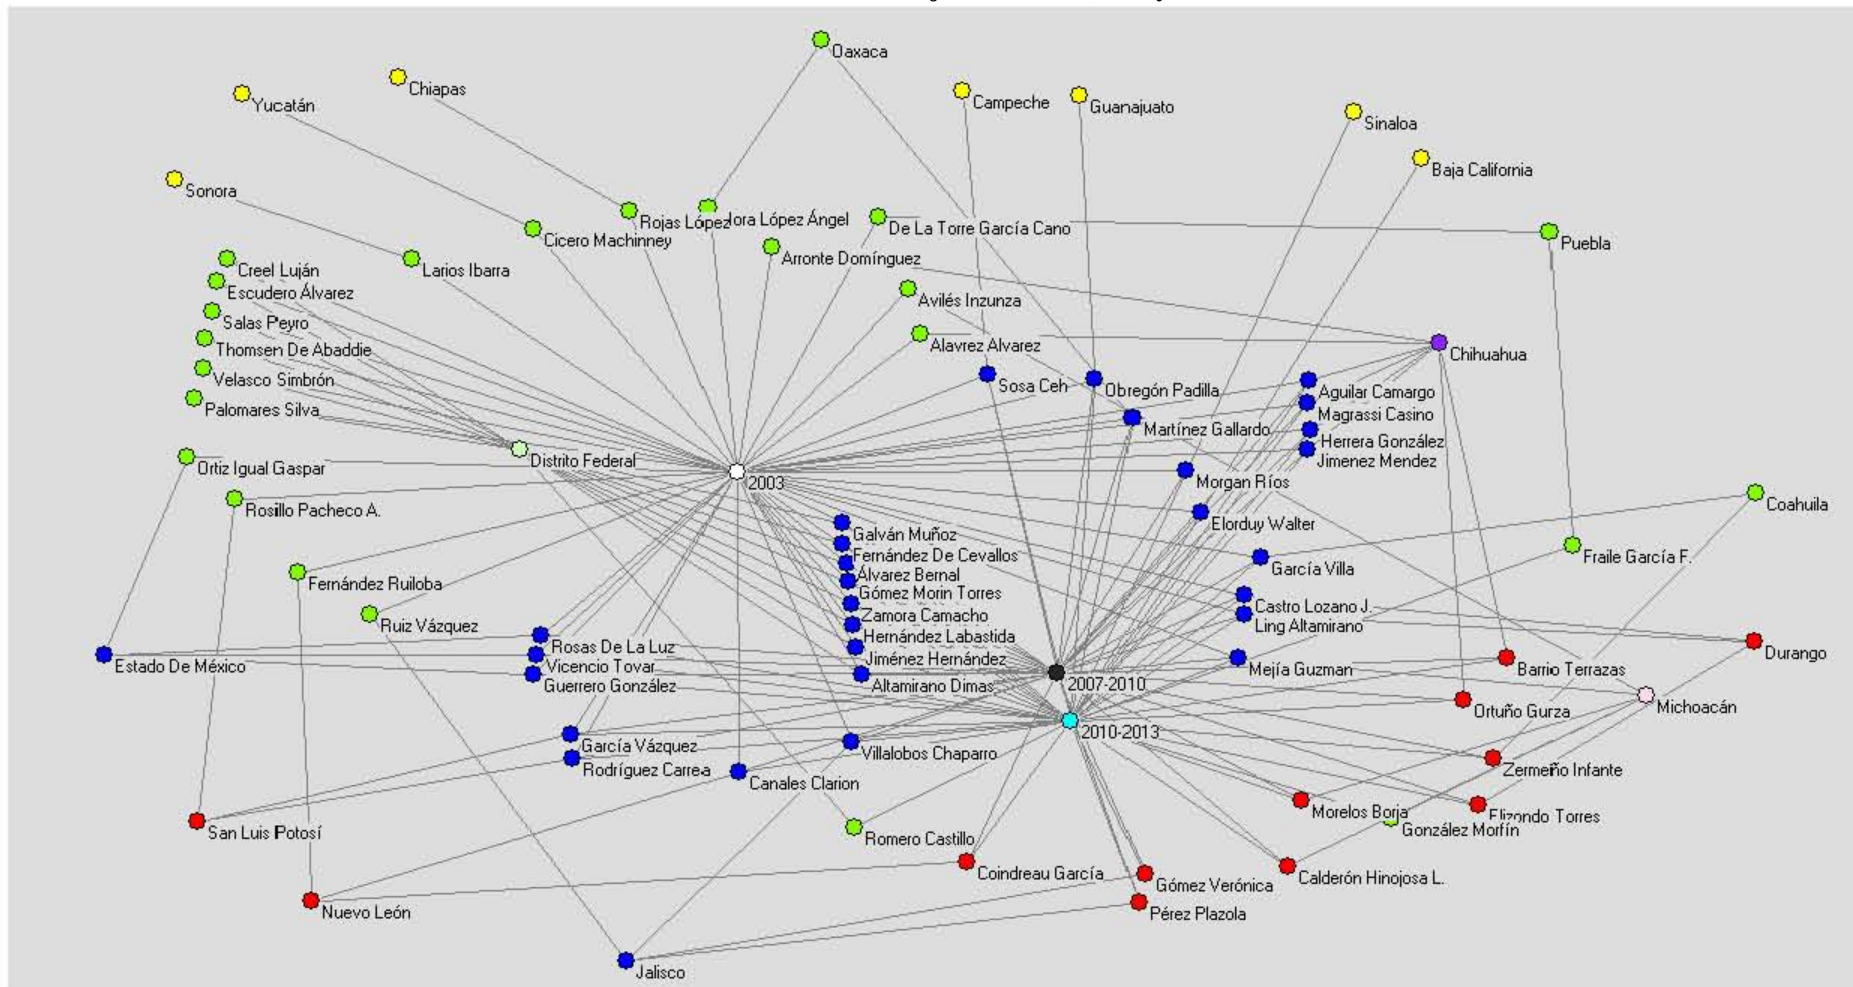 Oaxaca
Chiapas
Yucatán
Campeche
Guanajuato
Sinaloa
Baja California
Sonora
Rojas López
lora López Ángel
De La Torre García Cano
Cicero Machinney
Puebla
Arronte Domínguez
Creel Luján
Larios Ibarra
Escudero Álvarez
Avilés Inzunza
Salas Peyro
Alavrez Alvarez
Thomsen De Abaddie
Chihuahua
Velasco Simbrón
Sosa Ceh
Obregón Padilla
Aguilar Camargo
Palomares Silva
Magrassi Casino
Martínez Gallardo
Herrera González
Distrito Federal
Jimenez Mendez
Ortiz Igual Gaspar
2003
Morgan Ríos
Rosillo Pacheco A.
Coahuila
Elorduy Walter
Galván Muñoz
Fernández De Cevallos
Fraile García F.
García Villa
Álvarez Bernal
Fernández Ruiloba
Gómez Morin Torres
Castro Lozano J.
Zamora Camacho
Ling Altamirano
Ruiz Vázquez
Hernández Labastida
Rosas De La Luz
Jiménez Hernández
Durango
Estado De México
Vicencio Tovar
Mejía Guzman
Barrio Terrazas
Guerrero González
Altamirano Dimas
2007-2010
Michoacán
Ortuño Gurza
2010-2013
García Vázquez
Villalobos Chaparro
Rodríguez Carrea
Canales Clarion
Zermeño Infante
Morelos Borja
Elizondo Torres
San Luis Potosí
Romero Castillo
González Morfín
Coindreau García
Gómez Verónica
Calderón Hinojosa L.
Nuevo León
Pérez Plazola
Jalisco